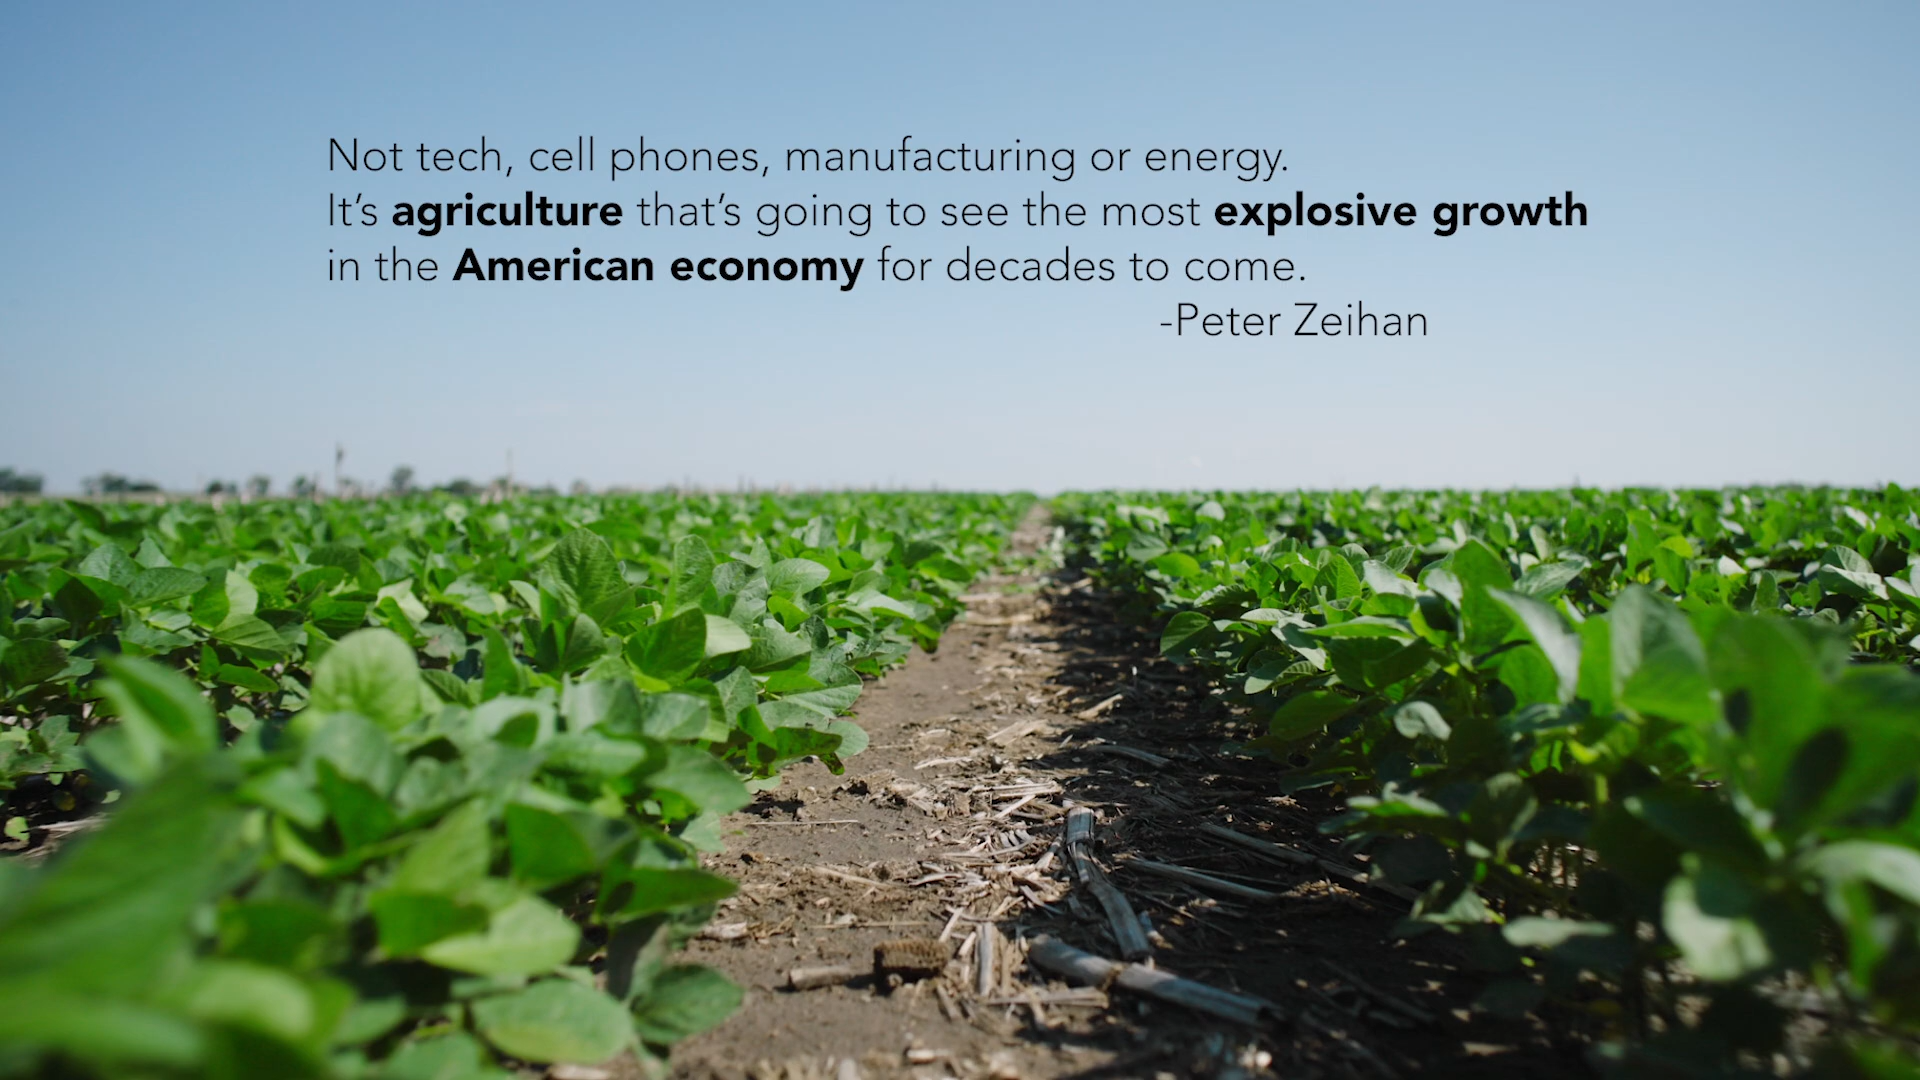 Not tech, cell phones, manufacturing or energy.
It’s agriculture that’s going to see the most explosive growth
in the American economy for decades to come.
-Peter Zeihan